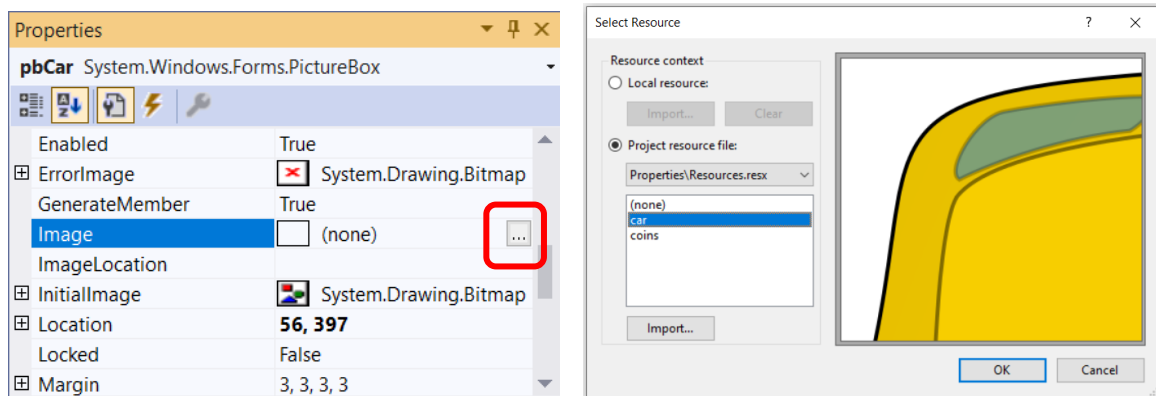 Properties
pbCar System.Windows.Forms.PictureBox
Enabled True
ErrorImage System.Drawing.Bitmap
GenerateMember True
Image (none) ...
ImageLocation
InitialImage System.Drawing.Bitmap
Location 56, 397
Locked False
Margin 3, 3, 3, 3
Select Resource ?
Resource context
Local resource:
Import... Clear
Project resource file:
Properties\Resources.resx
(none)
car
coins
Import...
OK Cancel